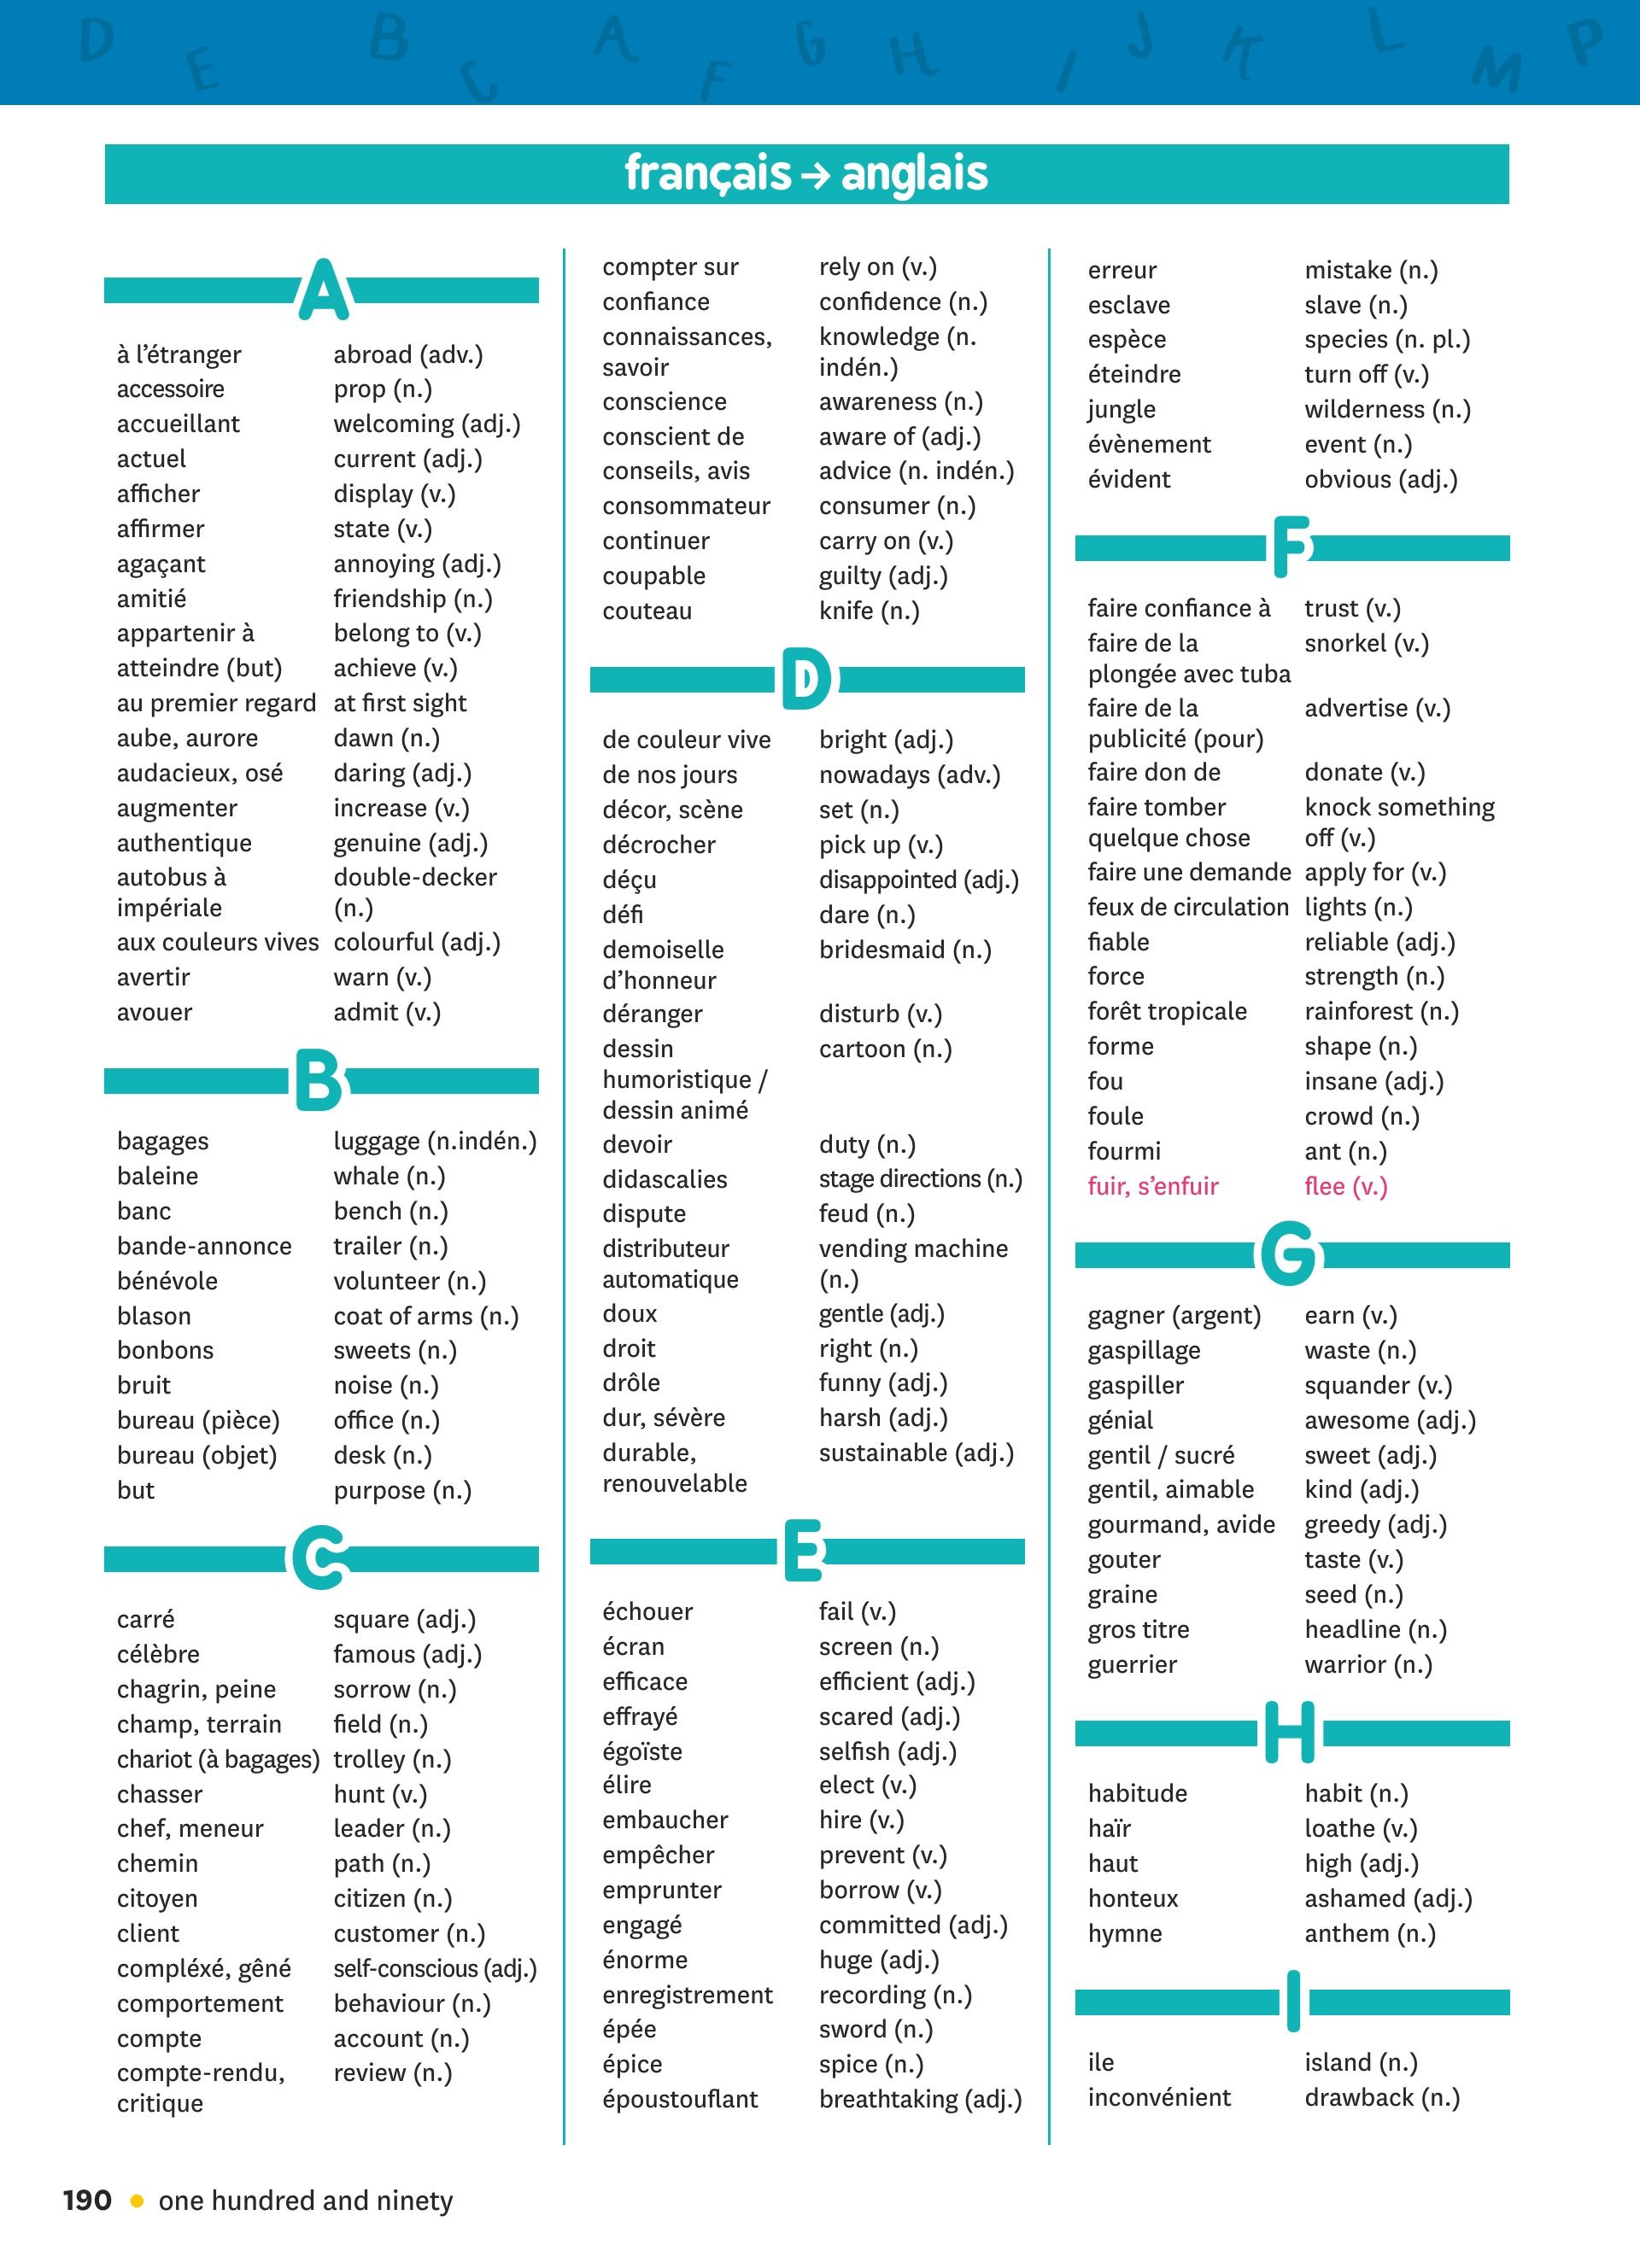 D E B C A F G H I J K L M P
français → anglais
A
à l'étranger abroad (adv.)
accessoire prop (n.)
accueillant welcoming (adj.)
actuel current (adj.)
afficher display (v.)
affirmer state (v.)
agaçant annoying (adj.)
amitié friendship (n.)
appartenir à belong to (v.)
atteindre (but) achieve (v.)
au premier regard at first sight
aube, aurore dawn (n.)
audacieux, osé daring (adj.)
augmenter increase (v.)
authentique genuine (adj.)
autobus à double-decker
impériale (n.)
aux couleurs vives colourful (adj.)
avertir warn (v.)
avouer admit (v.)
B
bagages luggage (n.indén.)
baleine whale (n.)
banc bench (n.)
bande-annonce trailer (n.)
bénévole volunteer (n.)
blason coat of arms (n.)
bonbons sweets (n.)
bruit noise (n.)
bureau (pièce) office (n.)
bureau (objet) desk (n.)
but purpose (n.)
C
carré square (adj.)
célèbre famous (adj.)
chagrin, peine sorrow (n.)
champ, terrain field (n.)
chariot (à bagages) trolley (n.)
chasser hunt (v.)
chef, meneur leader (n.)
chemin path (n.)
citoyen citizen (n.)
client customer (n.)
compléxé, gêné self-conscious (adj.)
comportement behaviour (n.)
compte account (n.)
compte-rendu, review (n.)
critique
compter sur rely on (v.)
confiance confidence (n.)
connaissances, knowledge (n.
savoir indén.)
conscience awareness (n.)
conscient de aware of (adj.)
conseils, avis advice (n. indén.)
consommateur consumer (n.)
continuer carry on (v.)
coupable guilty (adj.)
couteau knife (n.)
D
de couleur vive bright (adj.)
de nos jours nowadays (adv.)
décor, scène set (n.)
décrocher pick up (v.)
déçu disappointed (adj.)
défi dare (n.)
demoiselle bridesmaid (n.)
d'honneur
déranger disturb (v.)
dessin cartoon (n.)
humoristique /
dessin animé
devoir duty (n.)
didascalies stage directions (n.)
dispute feud (n.)
distributeur vending machine
automatique (n.)
doux gentle (adj.)
droit right (n.)
drôle funny (adj.)
dur, sévère harsh (adj.)
durable, sustainable (adj.)
renouvelable
E
échouer fail (v.)
écran screen (n.)
efficace efficient (adj.)
effrayé scared (adj.)
égoïste selfish (adj.)
élire elect (v.)
embaucher hire (v.)
empêcher prevent (v.)
emprunter borrow (v.)
engagé committed (adj.)
énorme huge (adj.)
enregistrement recording (n.)
épée sword (n.)
épice spice (n.)
époustouflant breathtaking (adj.)
erreur mistake (n.)
esclave slave (n.)
espèce species (n. pl.)
éteindre turn off (v.)
jungle wilderness (n.)
évènement event (n.)
évident obvious (adj.)
F
faire confiance à trust (v.)
faire de la snorkel (v.)
plongée avec tuba
faire de la advertise (v.)
publicité (pour)
faire don de donate (v.)
faire tomber knock something
quelque chose off (v.)
faire une demande apply for (v.)
feux de circulation lights (n.)
fiable reliable (adj.)
force strength (n.)
forêt tropicale rainforest (n.)
forme shape (n.)
fou insane (adj.)
foule crowd (n.)
fourmi ant (n.)
fuir, s'enfuir flee (v.)
G
gagner (argent) earn (v.)
gaspillage waste (n.)
gaspiller squander (v.)
génial awesome (adj.)
gentil / sucré sweet (adj.)
gentil, aimable kind (adj.)
gourmand, avide greedy (adj.)
gouter taste (v.)
graine seed (n.)
gros titre headline (n.)
guerrier warrior (n.)
H
habitude habit (n.)
haïr loathe (v.)
haut high (adj.)
honteux ashamed (adj.)
hymne anthem (n.)
I
ile island (n.)
inconvénient drawback (n.)
190 • one hundred and ninety